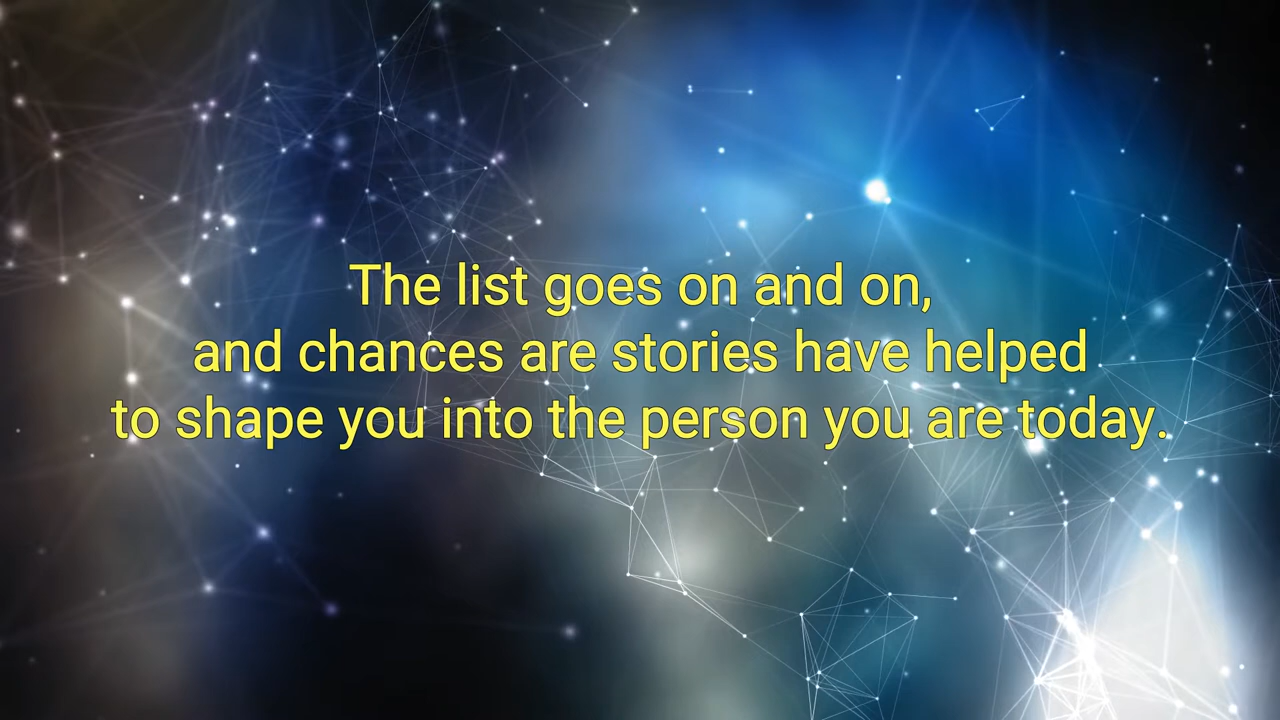 The list goes on and on,
and chances are stories have helped
to shape you into the person you are today.